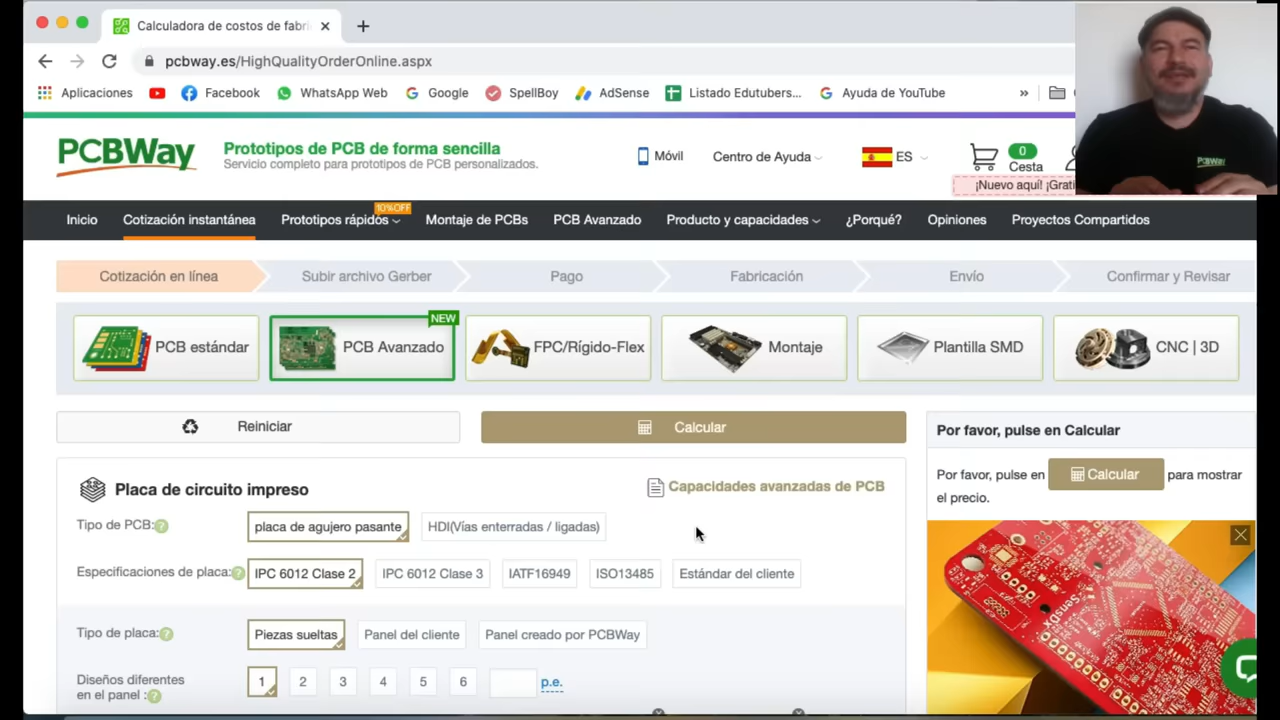 Calculadora de costos de fabri
pcbway.es/HighQualityOrderOnline.aspx
Aplicaciones
Facebook
WhatsApp Web
Google
SpellBoy
AdSense
Listado Edutubers...
Ayuda de YouTube
»
PCBWay
Prototipos de PCB de forma sencilla
Servicio completo para prototipos de PCB personalizados.
Móvil
Centro de Ayuda
ES
0
Cesta
¡Nuevo aquí! ¡Grati
PCBWay
Inicio
Cotización instantánea
Prototipos rápidos
10%OFF
Montaje de PCBs
PCB Avanzado
Producto y capacidades
¿Porqué?
Opiniones
Proyectos Compartidos
Cotización en línea
Subir archivo Gerber
Pago
Fabricación
Envío
Confirmar y Revisar
PCB estándar
NEW
PCB Avanzado
FPC/Rígido-Flex
Montaje
Plantilla SMD
CNC | 3D
Reiniciar
Calcular
Por favor, pulse en Calcular
Por favor, pulse en Calcular para mostrar
el precio.
Placa de circuito impreso
Capacidades avanzadas de PCB
Tipo de PCB:
placa de agujero pasante
HDI(Vías enterradas / ligadas)
Especificaciones de placa:
IPC 6012 Clase 2
IPC 6012 Clase 3
IATF16949
ISO13485
Estándar del cliente
Tipo de placa:
Piezas sueltas
Panel del cliente
Panel creado por PCBWay
Diseños diferentes
en el panel :
1
2
3
4
5
6
p.e.